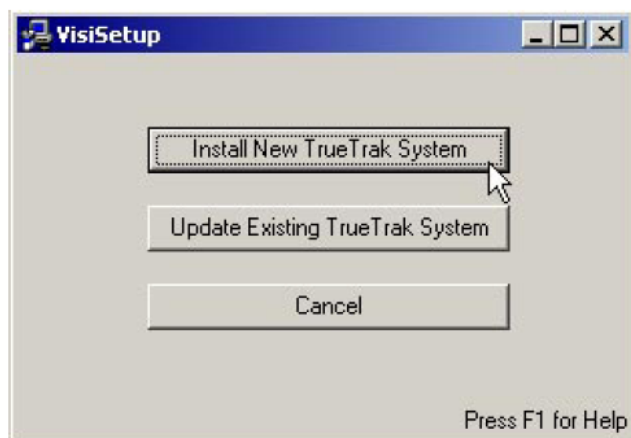 VisiSetup
Install New TrueTrak System
Update Existing TrueTrak System
Cancel
Press F1 for Help